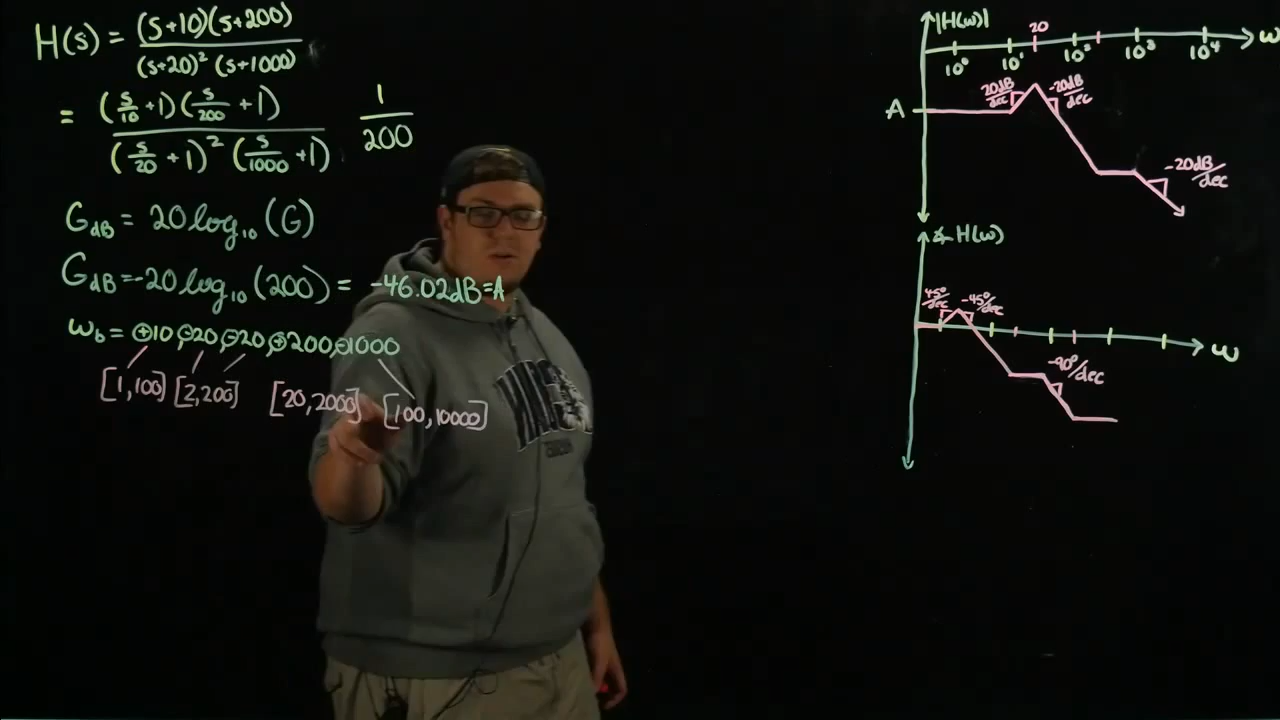 H(s) = (s+10)(s+200) / (s+20)² (s+1000)
= (s/10 +1)(s/200 +1) / (s/20 +1)² (s/1000 +1) 1/200
G_dB = 20 log₁₀ (G)
G_dB = -20 log₁₀ (200) = -46.02dB = A
ω_b = ⊕10, ⊖20, ⊖20, ⊕200, ⊖1000
[1,100] [2,200] [20,2000] [100,10000]
|H(ω)|
20
ω
10⁰ 10¹ 10² 10³ 10⁴
20dB/dec -20dB/dec
A
-20dB/dec
∡ H(ω)
45°/dec -45°/dec
ω
-90°/dec